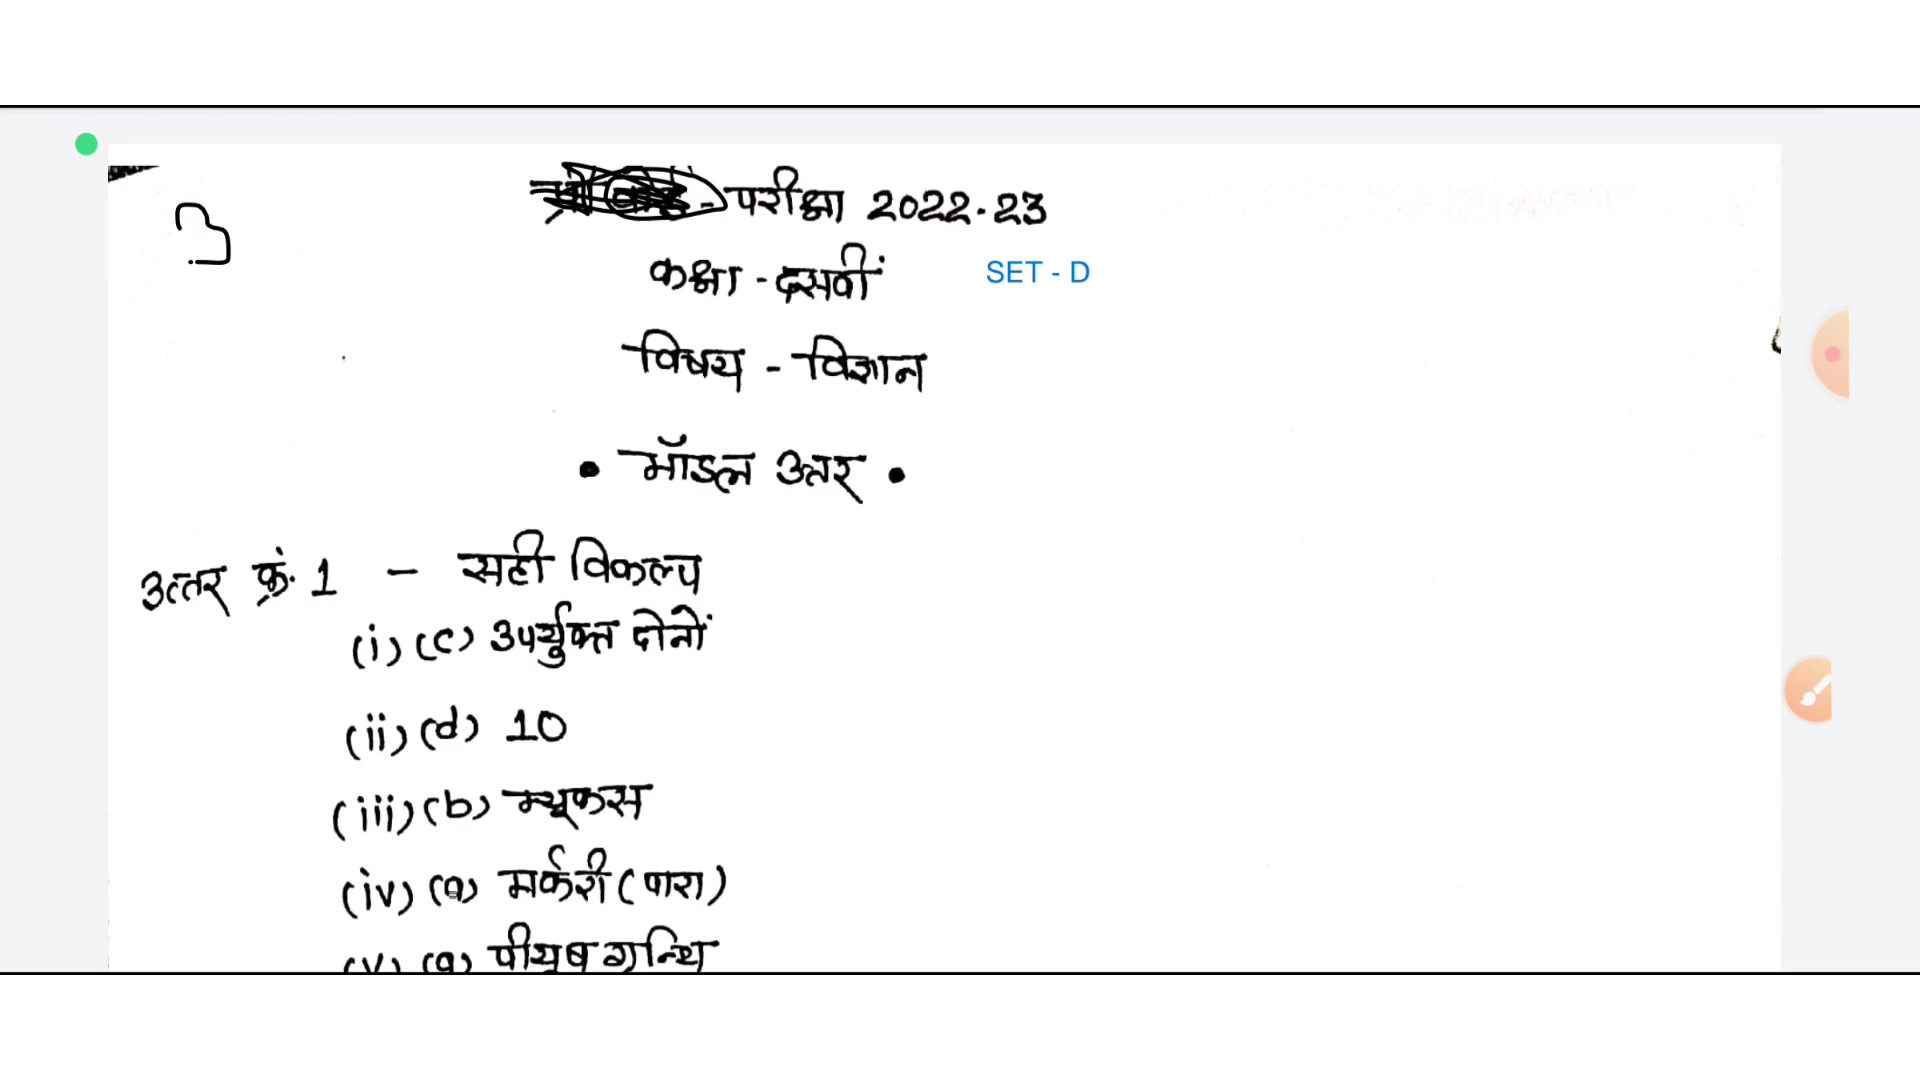 3
- परीक्षा 2022-23
कक्षा - दसवीं SET - D
विषय - विज्ञान
• मॉडल उत्तर •
उत्तर क्रं. 1 - सही विकल्प
(i) (c) उपर्युक्त दोनों
(ii) (d) 10
(iii) (b) म्यूकस
(iv) (a) मर्करी (पारा)
(v) (a) पीयूष ग्रन्थि